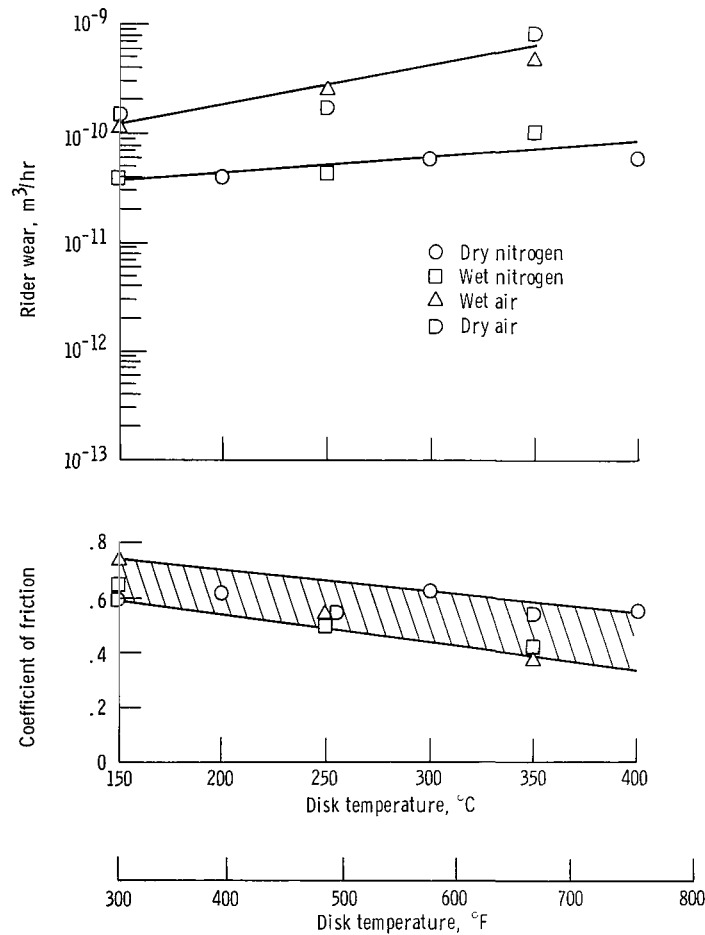 10⁻⁹
10⁻¹⁰
10⁻¹¹
10⁻¹²
10⁻¹³
Rider wear, m³/hr
Dry nitrogen
Wet nitrogen
Wet air
Dry air
.8
.6
.4
.2
0
Coefficient of friction
150 200 250 300 350 400
Disk temperature, °C
300 400 500 600 700 800
Disk temperature, °F